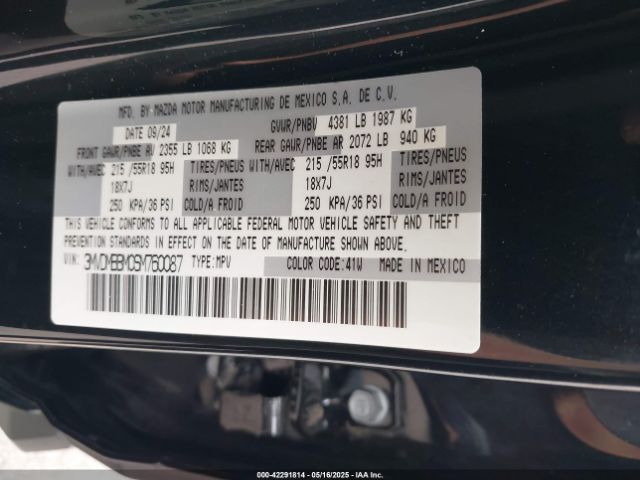 MFD. BY-MAZDA MOTOR MANUFACTURING DE MEXICO S.A. DE C.V.
DATE 09/24 GVWR/PNBV 4381 LB 1987 KG
FRONT GAWR/PNBE AV 2355 LB 1068 KG REAR GAWR/PNBE AR 2072 LB 940 KG
WITH/AVEC 215 /55R18 95H TIRES/PNEUS WITH/AVEC 215 /55R18 95H TIRES/PNEUS
18X7J RIMS/JANTES 18X7J RIMS/JANTES
250 KPA/36 PSI COLD/A FROID 250 KPA/36 PSI COLD/A FROID
THIS VEHICLE CONFORMS TO ALL APPLICABLE FEDERAL MOTOR VEHICLE SAFETY AND THEFT
PREVENTION STANDARDS IN EFFECT ON THE DATE OF MANUFACTURE SHOWN ABOVE.
VIN: 3MVDMBBM0SM760087 TYPE: MPV COLOR CODE: 41W MADE IN MEXICO
000-42291814 - 05/16/2025 - Copyright © IAA, Inc.